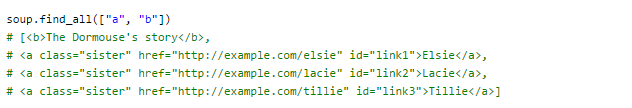 soup.find_all(["a", "b"])
# [<b>The Dormouse's story</b>,
# <a class="sister" href="http://example.com/elsie" id="link1">Elsie</a>,
# <a class="sister" href="http://example.com/lacie" id="link2">Lacie</a>,
# <a class="sister" href="http://example.com/tillie" id="link3">Tillie</a>]